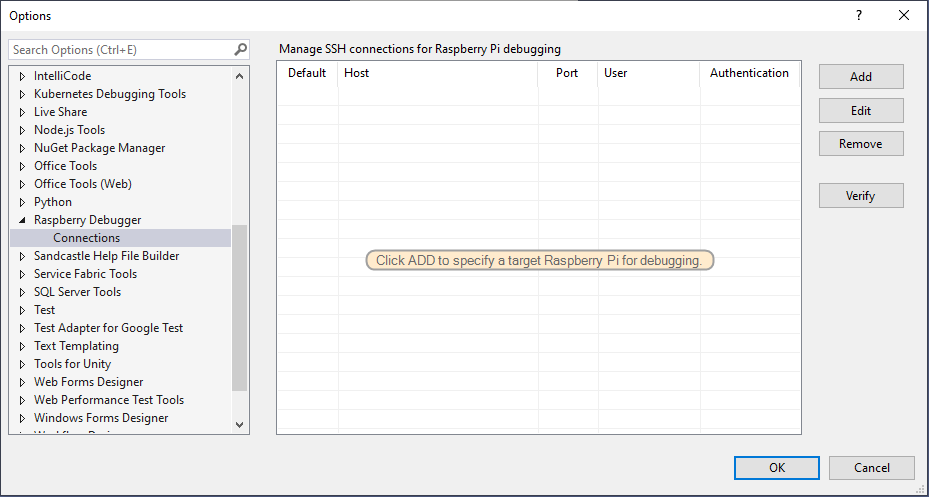 Options
?
Search Options (Ctrl+E)
IntelliCode
Kubernetes Debugging Tools
Live Share
Node.js Tools
NuGet Package Manager
Office Tools
Office Tools (Web)
Python
Raspberry Debugger
Connections
Sandcastle Help File Builder
Service Fabric Tools
SQL Server Tools
Test
Test Adapter for Google Test
Text Templating
Tools for Unity
Web Forms Designer
Web Performance Test Tools
Windows Forms Designer
Manage SSH connections for Raspberry Pi debugging
Default Host Port User Authentication
Click ADD to specify a target Raspberry Pi for debugging.
Add
Edit
Remove
Verify
OK Cancel